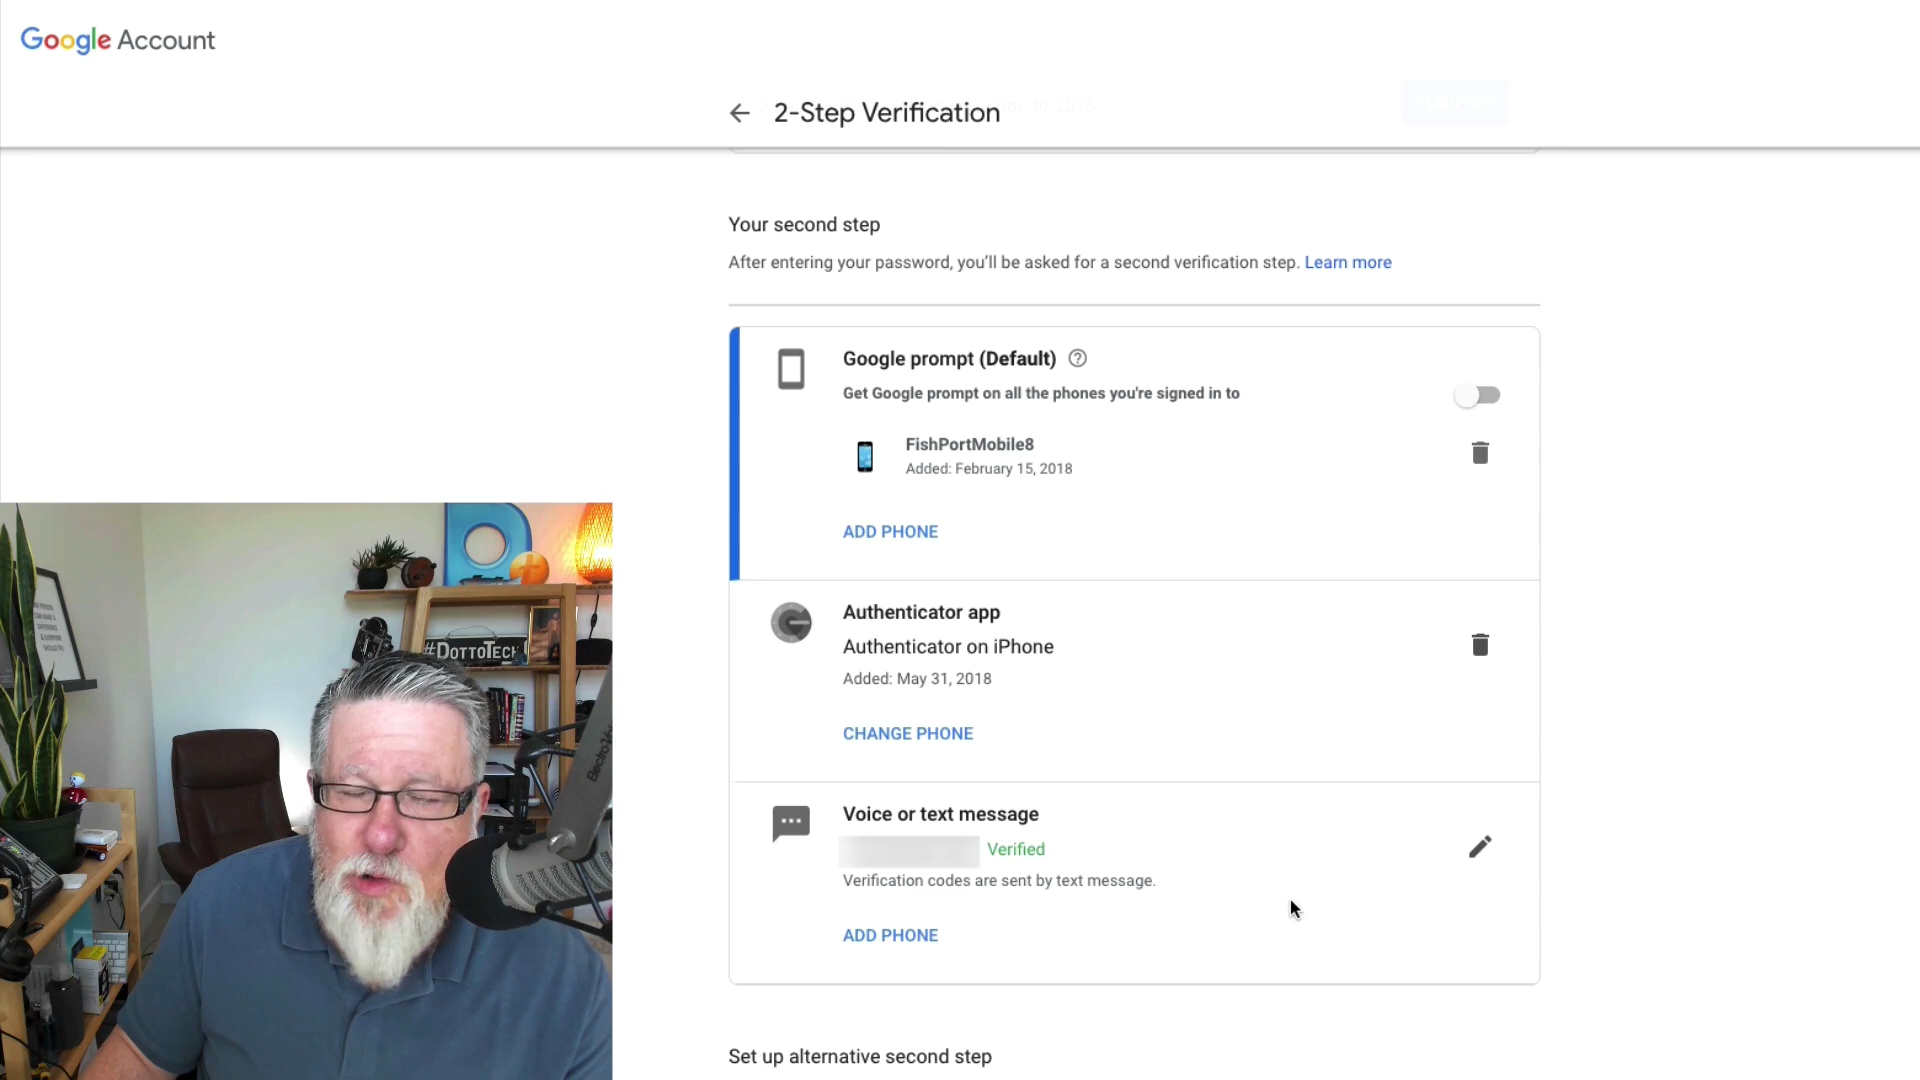 Google Account
2-Step Verification
Your second step
After entering your password, you'll be asked for a second verification step. Learn more
Google prompt (Default)
Get Google prompt on all the phones you're signed in to
FishPortMobile8
Added: February 15, 2018
ADD PHONE
Authenticator app
Authenticator on iPhone
Added: May 31, 2018
CHANGE PHONE
Voice or text message
Verified
Verification codes are sent by text message.
ADD PHONE
Set up alternative second step
#DOTTOTECH